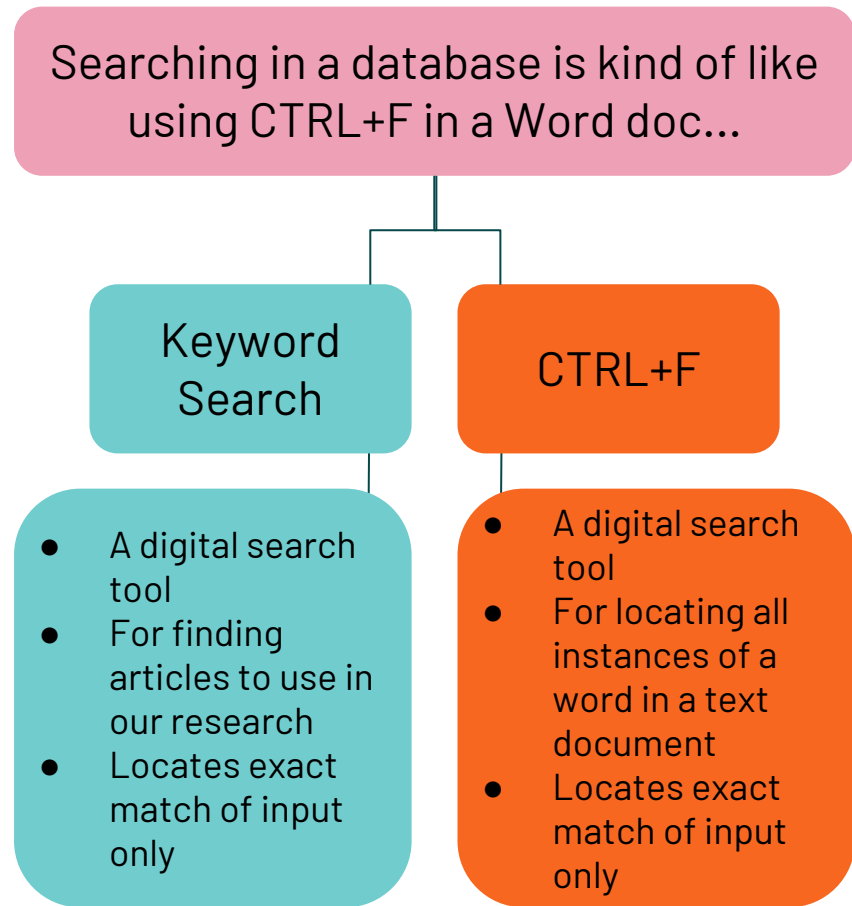 Searching in a database is kind of like
using CTRL+F in a Word doc...
Keyword
Search
CTRL+F
● A digital search
tool
● For finding
articles to use in
our research
● Locates exact
match of input
only
● A digital search
tool
● For locating all
instances of a
word in a text
document
● Locates exact
match of input
only